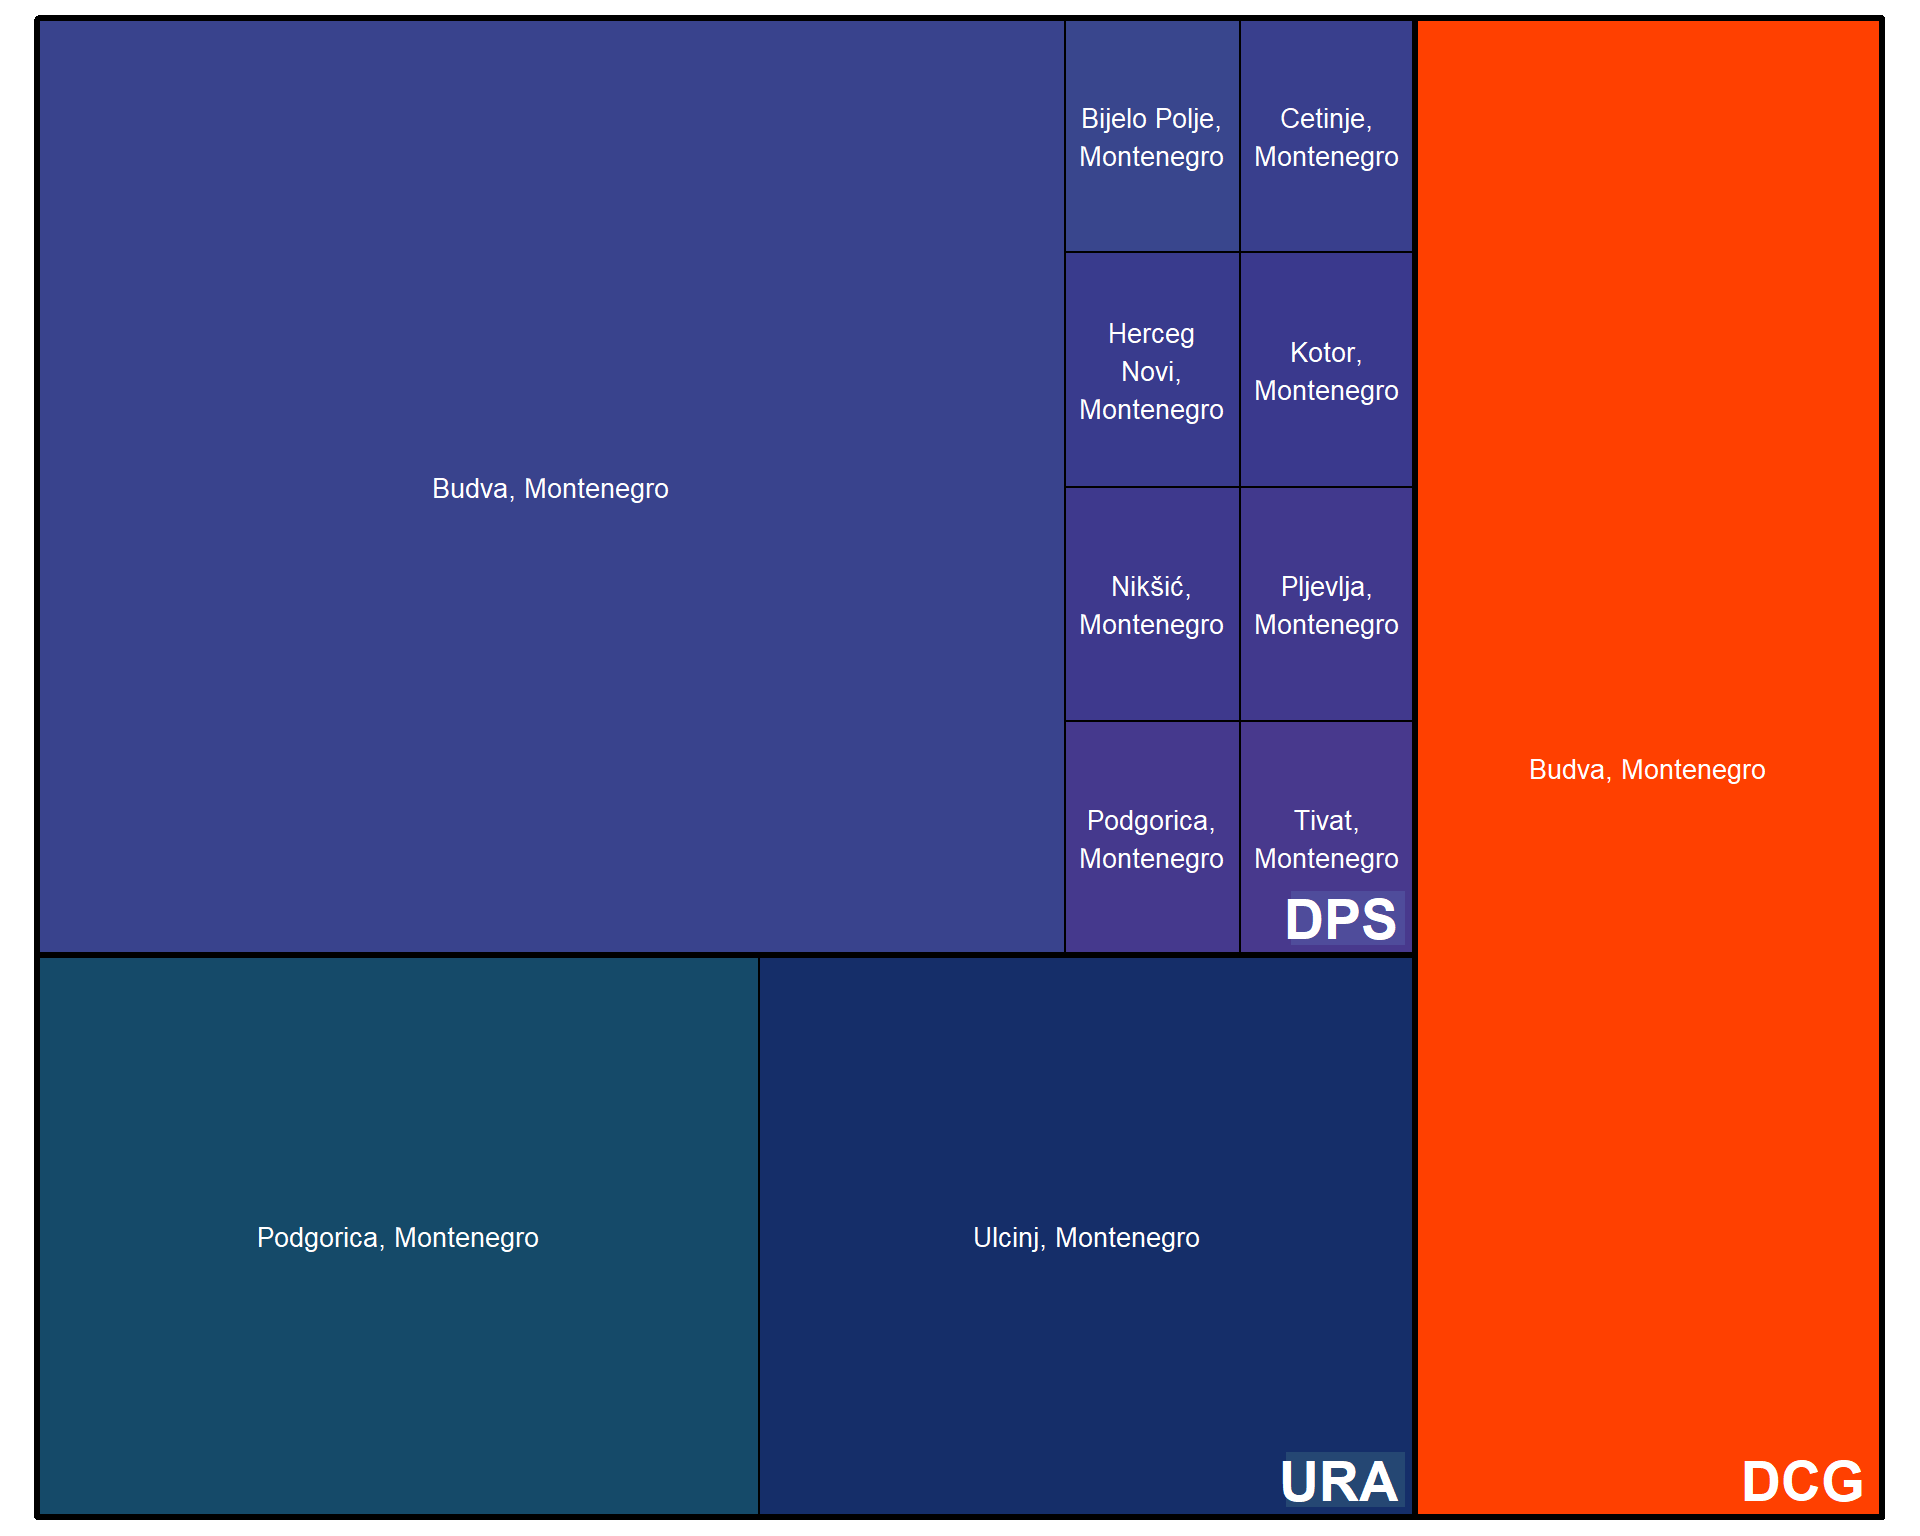 Budva, Montenegro
Bijelo Polje,
Montenegro
Cetinje,
Montenegro
Herceg
Novi,
Montenegro
Kotor,
Montenegro
Nikšić,
Montenegro
Pljevlja,
Montenegro
Podgorica,
Montenegro
Tivat,
Montenegro
DPS
Budva, Montenegro
DCG
Podgorica, Montenegro
Ulcinj, Montenegro
URA